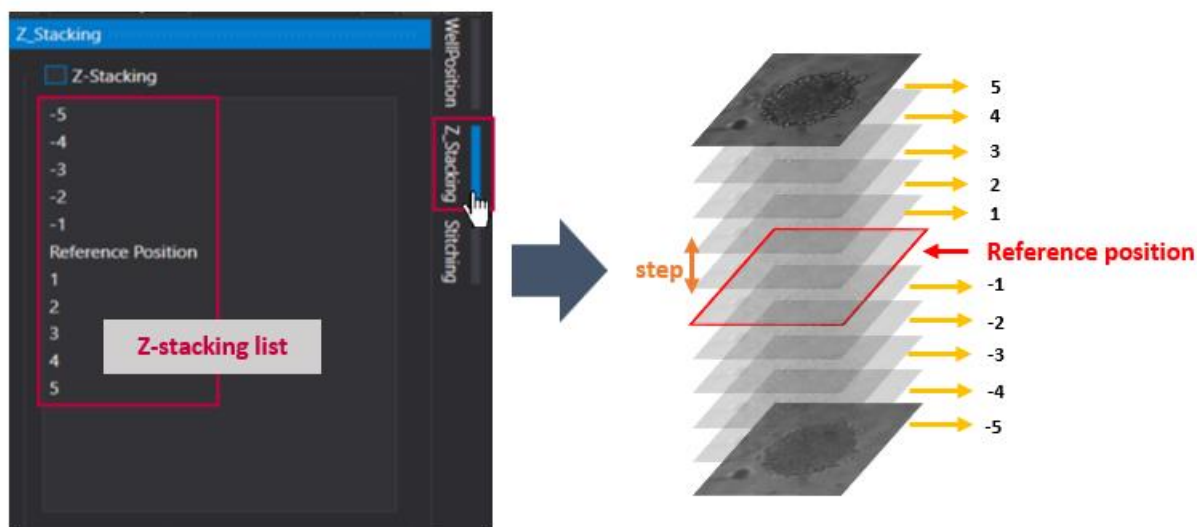 Z_Stacking
Z-Stacking
-5
-4
-3
-2
-1
Reference Position
1
2
3
4
5
Z-stacking list
WellPosition
Z_Stacking
Stitching
step
5
4
3
2
1
Reference position
-1
-2
-3
-4
-5